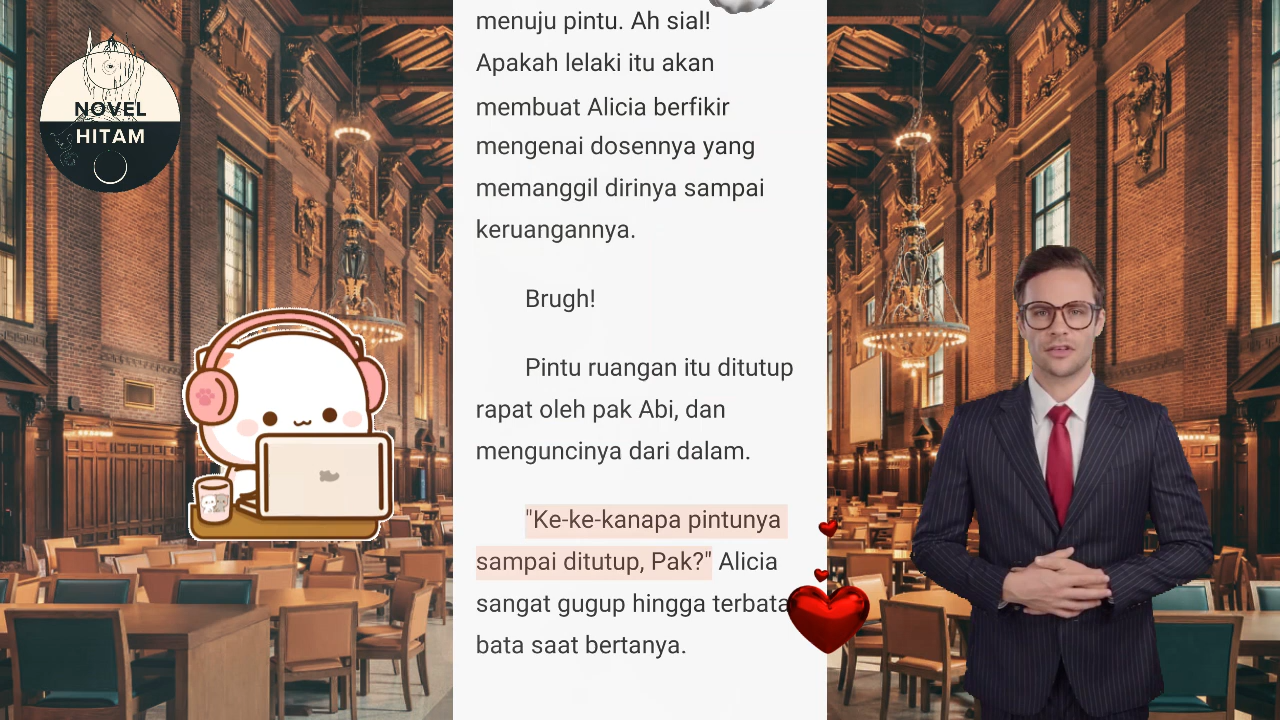 NOVEL
HITAM
menuju pintu. Ah sial!
Apakah lelaki itu akan
membuat Alicia berfikir
mengenai dosennya yang
memanggil dirinya sampai
keruangannya.
Brugh!
Pintu ruangan itu ditutup
rapat oleh pak Abi, dan
menguncinya dari dalam.
"Ke-ke-kanapa pintunya
sampai ditutup, Pak?" Alicia
sangat gugup hingga terbata
bata saat bertanya.